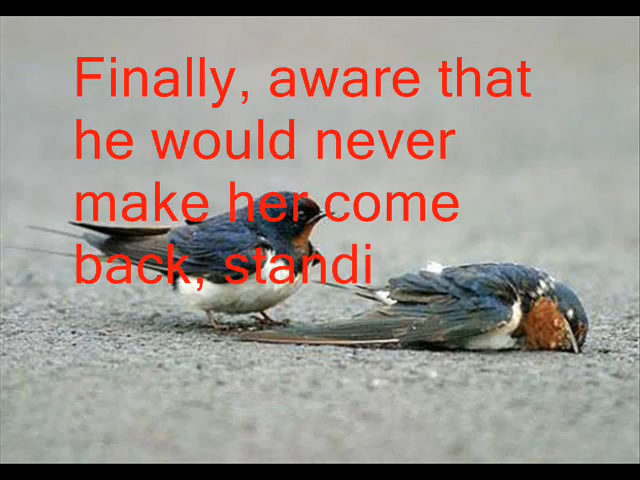 Finally, aware that
he would never
make her come
back, standi